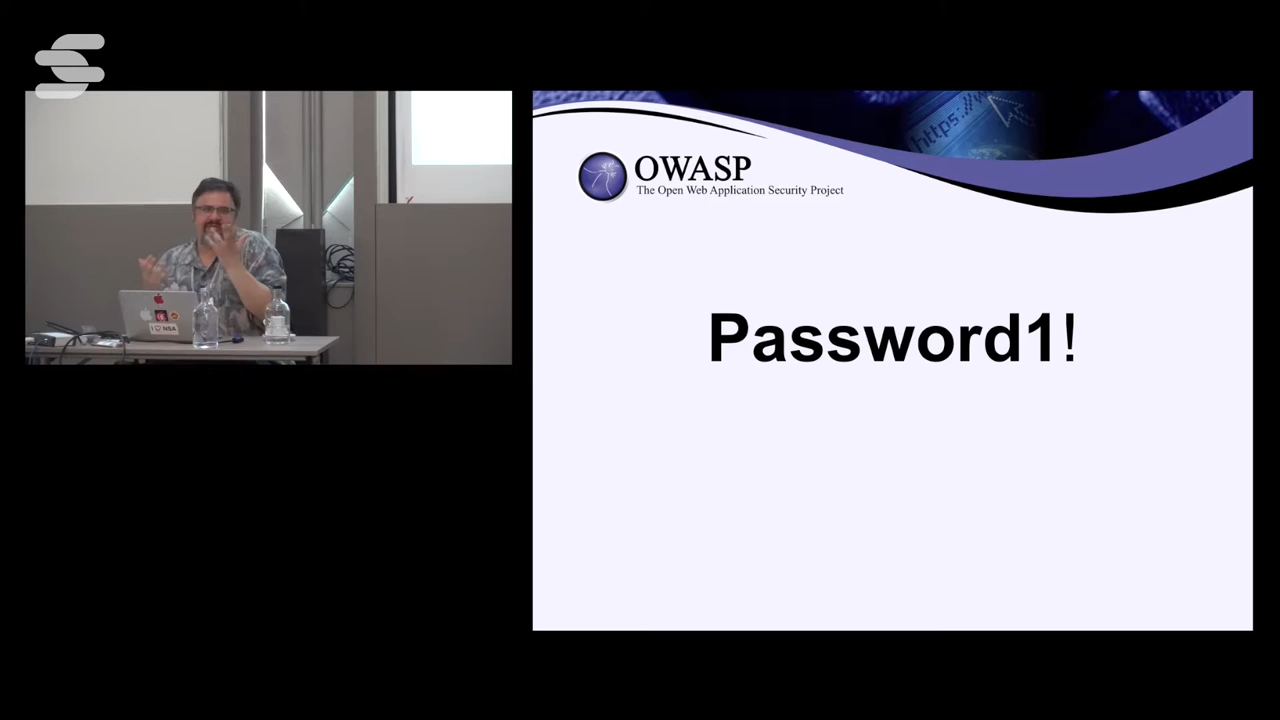 I ♡ NSA
https://
OWASP
The Open Web Application Security Project
Password1!